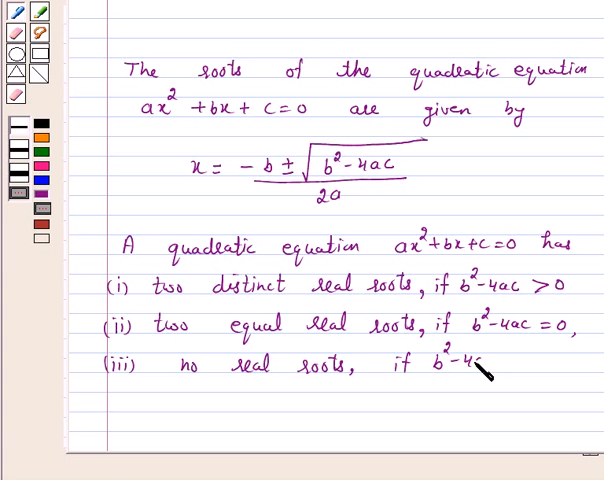 The roots of the quadratic equation
ax² + bx + c = 0 are given by
x = -b ± √b² - 4ac
2a
A quadratic equation ax² + bx + c = 0 has
(i) two distinct real roots, if b² - 4ac > 0
(ii) two equal real roots, if b² - 4ac = 0,
(iii) no real roots, if b² - 4